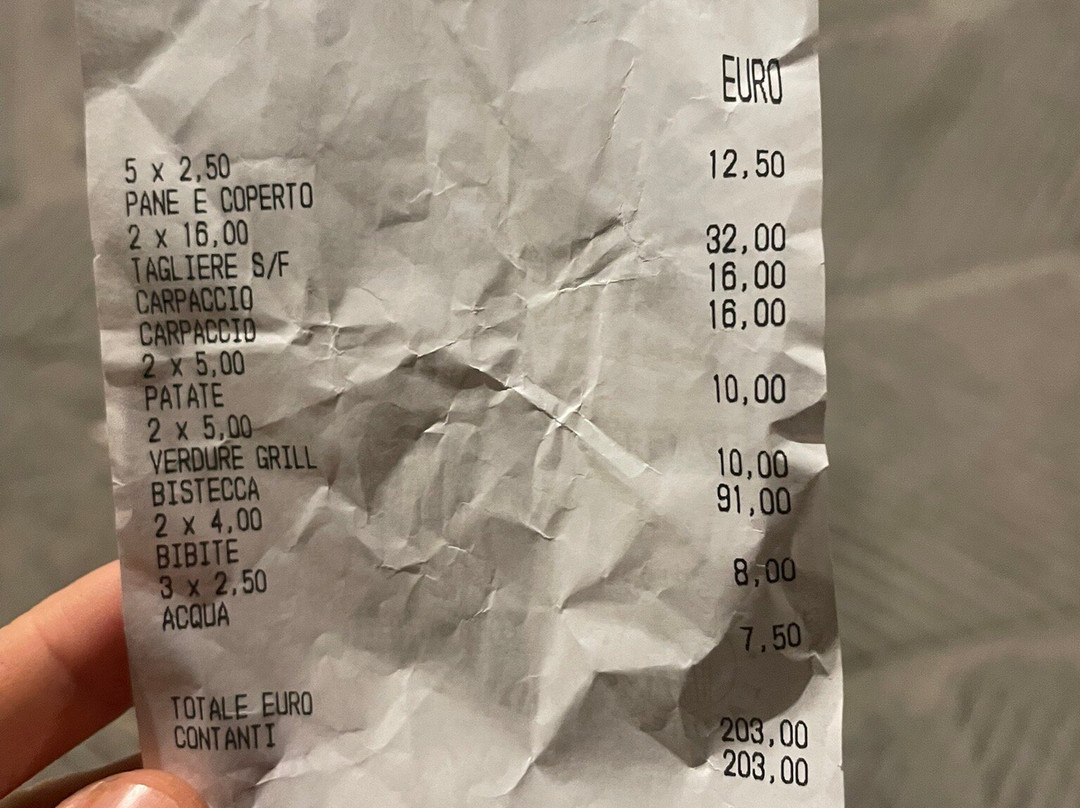 EURO
5 x 2,50 12,50
PANE E COPERTO
2 x 16,00 32,00
TAGLIERE S/F
CARPACCIO 16,00
CARPACCIO 16,00
2 x 5,00 10,00
PATATE
2 x 5,00 10,00
VERDURE GRILL
BISTECCA 91,00
2 x 4,00 8,00
BIBITE
3 x 2,50 7,50
ACQUA
TOTALE EURO 203,00
CONTANTI 203,00